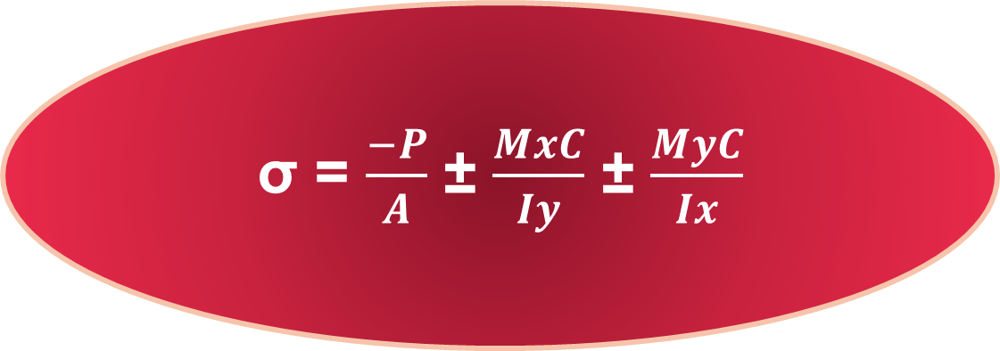 σ = −P/A ± MxC/Iy ± MyC/Ix